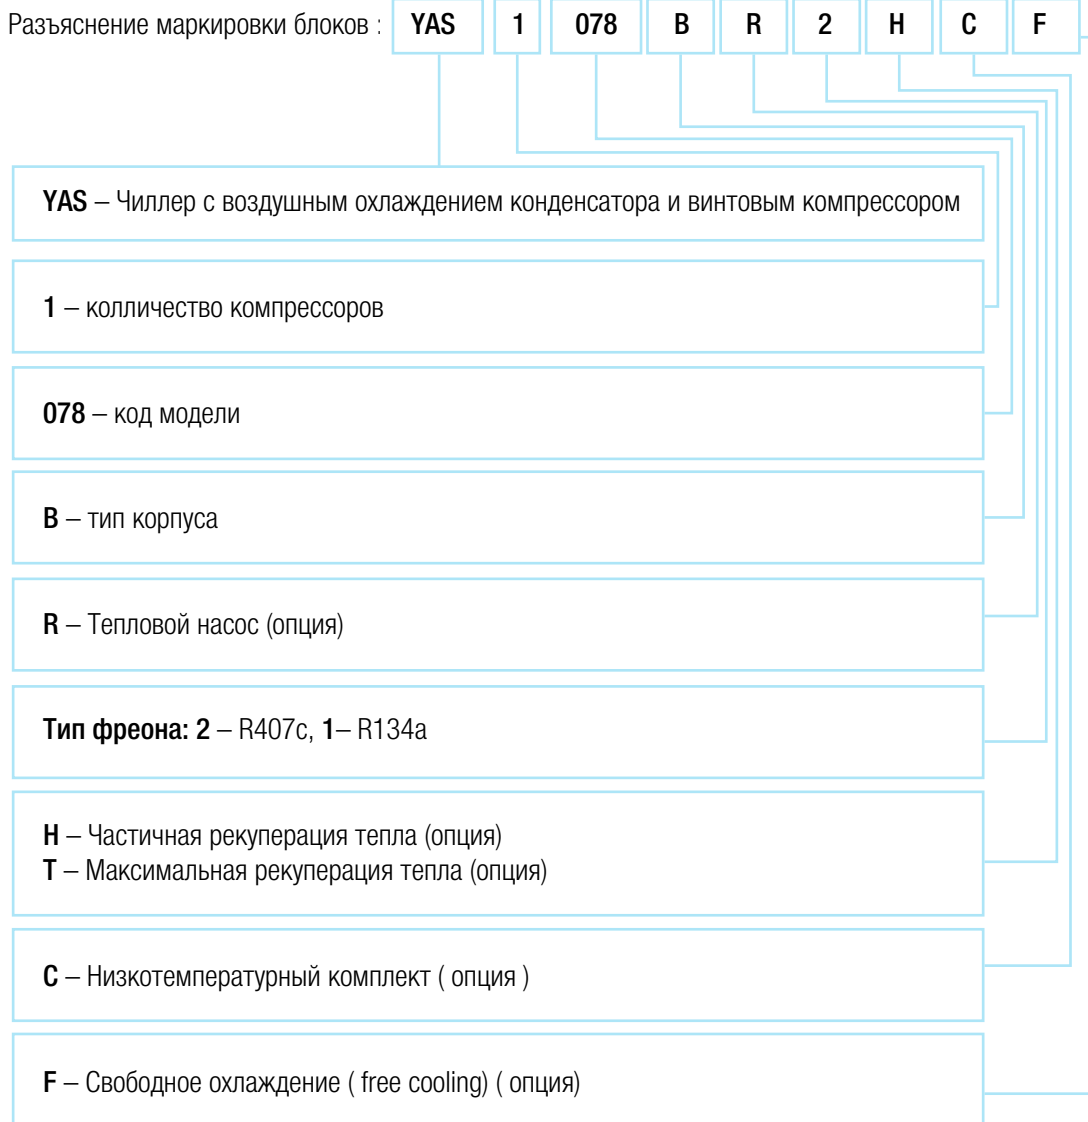 Разъяснение маркировки блоков : YAS 1 078 B R 2 H C F
YAS – Чиллер с воздушным охлаждением конденсатора и винтовым компрессором
1 – колличество компрессоров
078 – код модели
B – тип корпуса
R – Тепловой насос (опция)
Тип фреона: 2 – R407c, 1– R134a
H – Частичная рекуперация тепла (опция)
T – Максимальная рекуперация тепла (опция)
C – Низкотемпературный комплект ( опция )
F – Свободное охлаждение ( free cooling) ( опция)